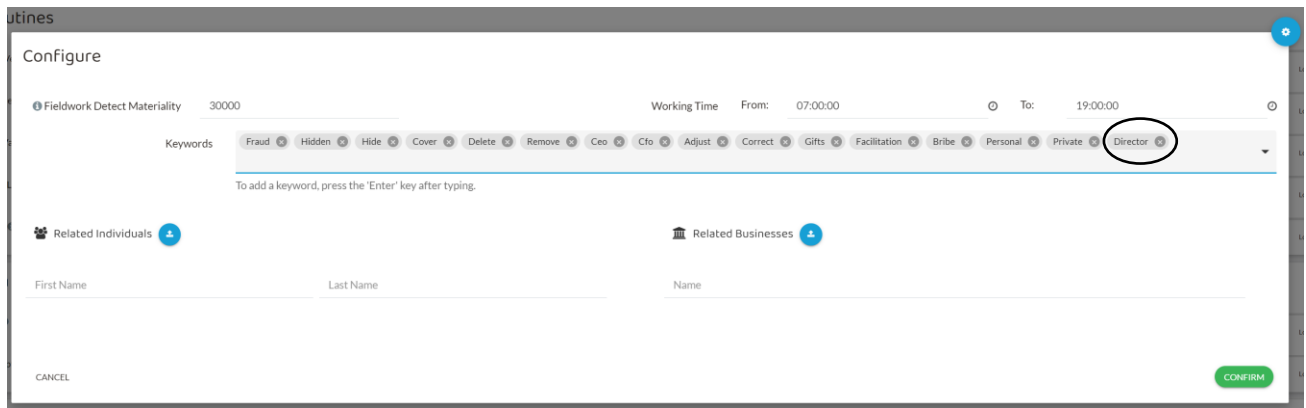 utines
Configure
Fieldwork Detect Materiality 30000 Working Time From: 07:00:00 To: 19:00:00
Keywords Fraud Hidden Hide Cover Delete Remove Ceo Cfo Adjust Correct Gifts Facilitation Bribe Personal Private Director
To add a keyword, press the 'Enter' key after typing.
Related Individuals Related Businesses
First Name Last Name Name
CANCEL CONFIRM